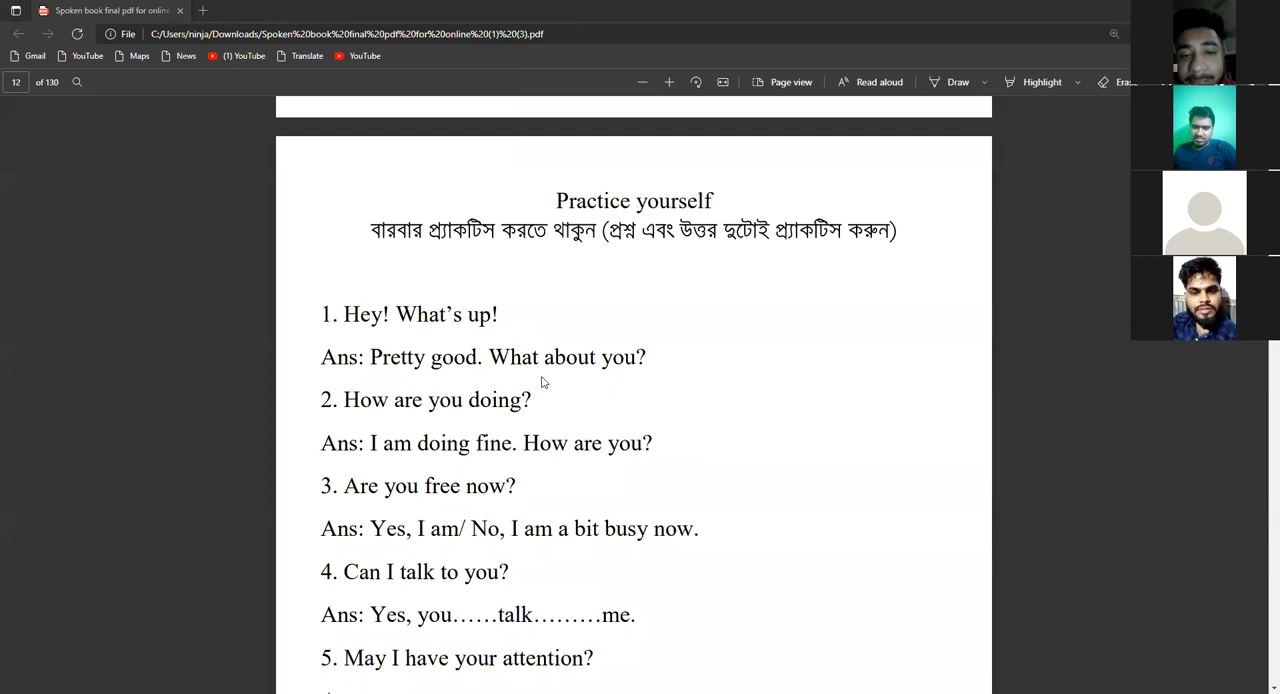 Spoken book final pdf for online
File C:/Users/ninja/Downloads/Spoken%20book%20final%20pdf%20for%20online%20(1)%20(3).pdf
Gmail YouTube Maps News (1) YouTube Translate YouTube
12 of 130 Page view Read aloud Draw Highlight
Practice yourself
বারবার প্র্যাকটিস করতে থাকুন (প্রশ্ন এবং উত্তর দুটোই প্র্যাকটিস করুন)
1. Hey! What’s up!
Ans: Pretty good. What about you?
2. How are you doing?
Ans: I am doing fine. How are you?
3. Are you free now?
Ans: Yes, I am/ No, I am a bit busy now.
4. Can I talk to you?
Ans: Yes, you……talk………me.
5. May I have your attention?